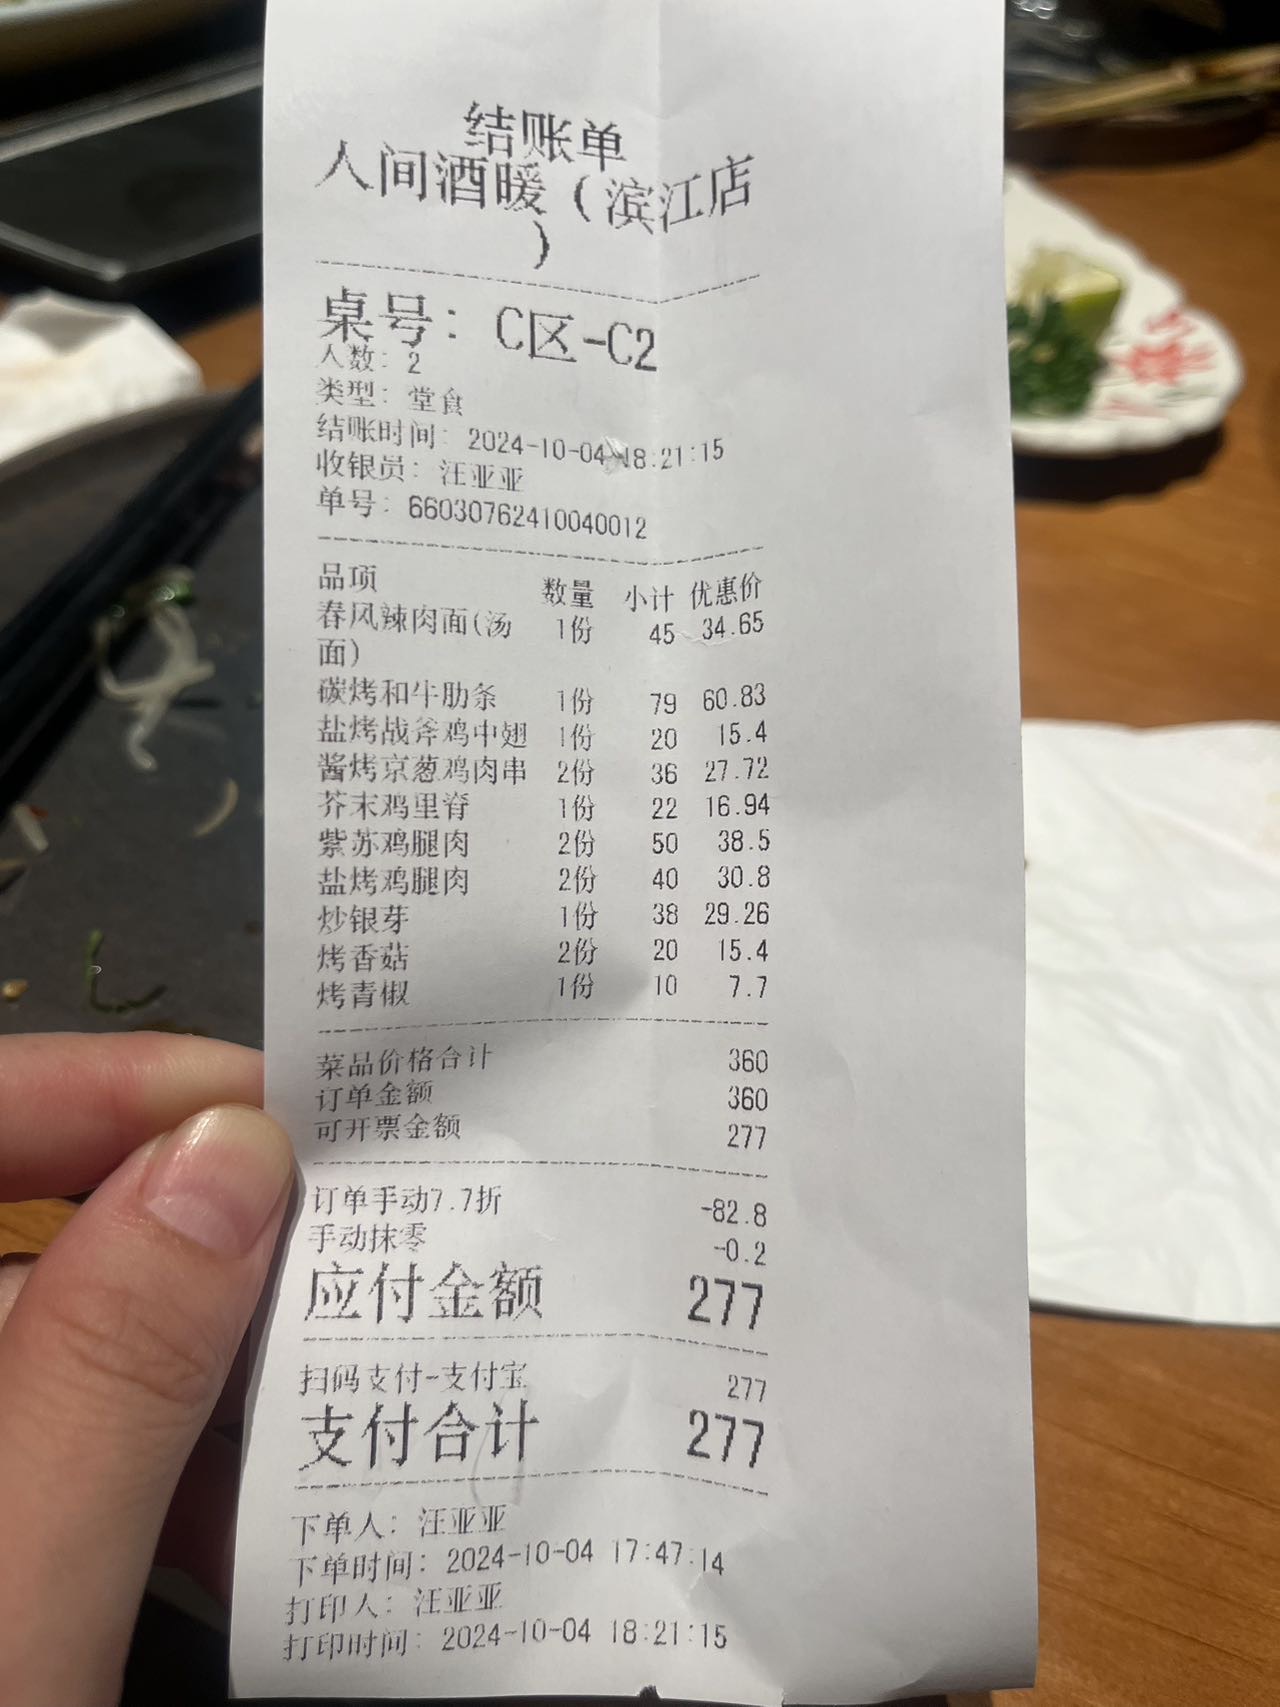 结账单
人间酒暖（滨江店
）
桌号：C区-C2
人数：2
类型：堂食
结账时间：2024-10-04 18:21:15
收银员：汪亚亚
单号：66030762410040012
品项 数量 小计 优惠价
春风辣肉面(汤 1份 45 34.65
面)
碳烤和牛肋条 1份 79 60.83
盐烤战斧鸡中翅 1份 20 15.4
酱烤京葱鸡肉串 2份 36 27.72
芥末鸡里脊 1份 22 16.94
紫苏鸡腿肉 2份 50 38.5
盐烤鸡腿肉 2份 40 30.8
炒银芽 1份 38 29.26
烤香菇 2份 20 15.4
烤青椒 1份 10 7.7
菜品价格合计 360
订单金额 360
可开票金额 277
订单手动7.7折 -82.8
手动抹零 -0.2
应付金额 277
扫码支付-支付宝 277
支付合计 277
下单人：汪亚亚
下单时间：2024-10-04 17:47:14
打印人：汪亚亚
打印时间：2024-10-04 18:21:15